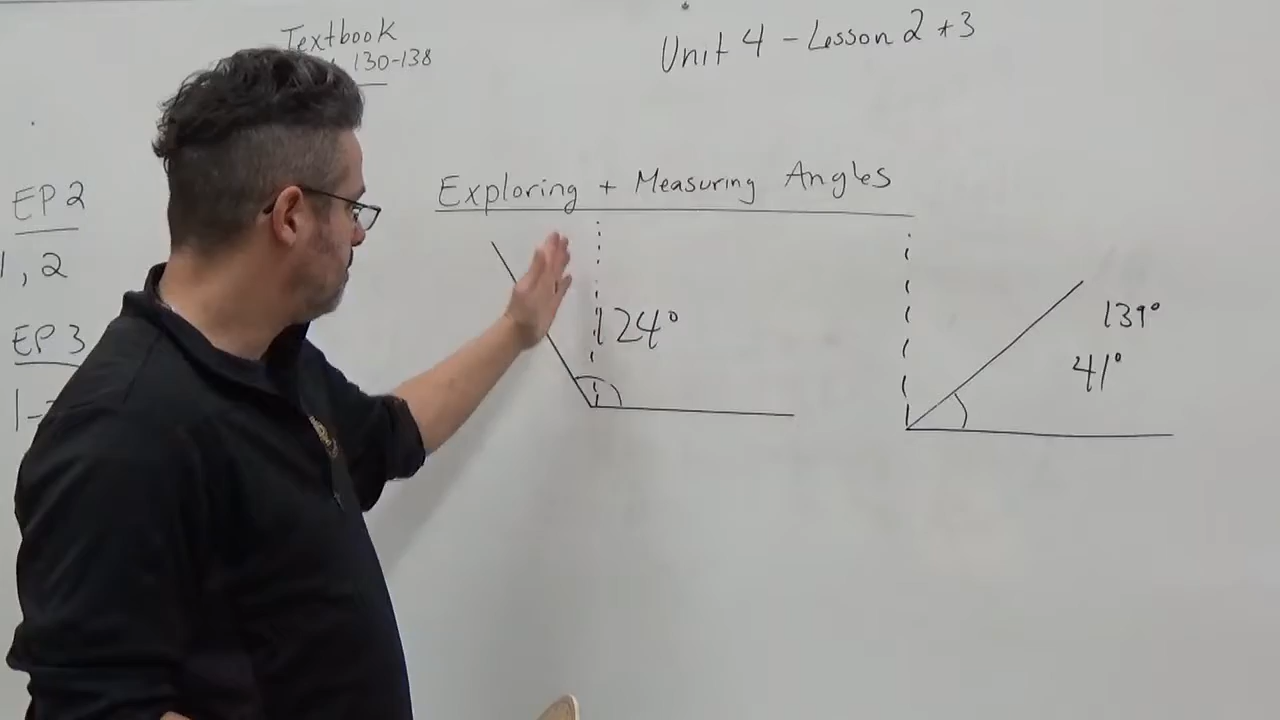 Textbook
130-138
Unit 4 - Lesson 2 + 3
Exploring + Measuring Angles
EP 2
1, 2
EP 3
1-
124°
139°
41°